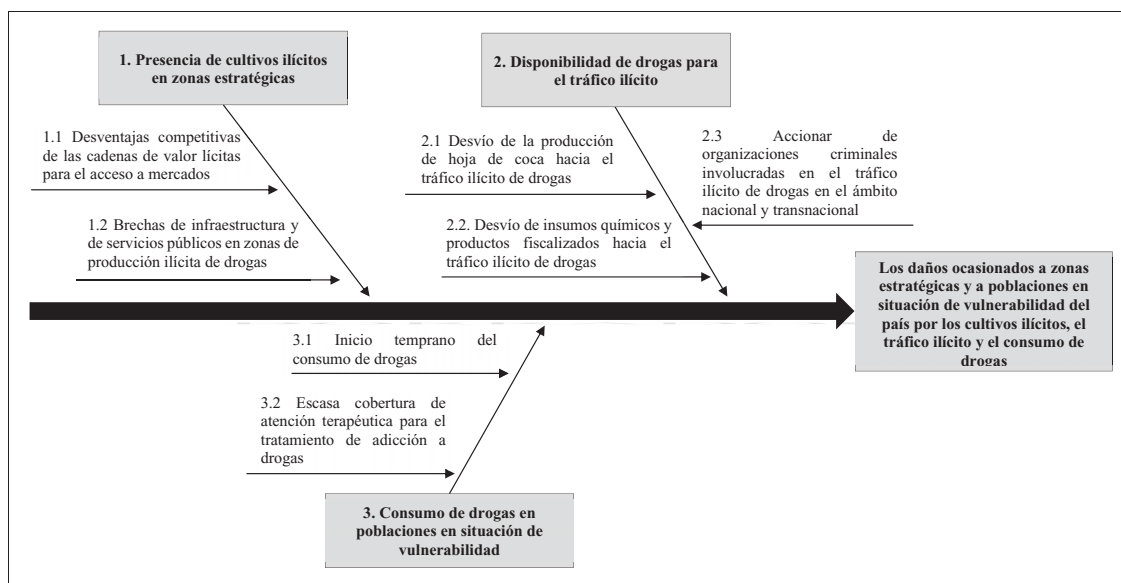 1. Presencia de cultivos ilícitos
en zonas estratégicas
2. Disponibilidad de drogas para
el tráfico ilícito
1.1 Desventajas competitivas
de las cadenas de valor lícitas
para el acceso a mercados
1.2 Brechas de infraestructura y
de servicios públicos en zonas de
producción ilícita de drogas
2.1 Desvío de la producción
de hoja de coca hacia el
tráfico ilícito de drogas
2.2. Desvío de insumos químicos y
productos fiscalizados hacia el
tráfico ilícito de drogas
2.3 Accionar de
organizaciones criminales
involucradas en el tráfico
ilícito de drogas en el ámbito
nacional y transnacional
Los daños ocasionados a zonas
estratégicas y a poblaciones en
situación de vulnerabilidad del
país por los cultivos ilícitos, el
tráfico ilícito y el consumo de
drogas
3.1 Inicio temprano del
consumo de drogas
3.2 Escasa cobertura de
atención terapéutica para el
tratamiento de adicción a
drogas
3. Consumo de drogas en
poblaciones en situación de
vulnerabilidad